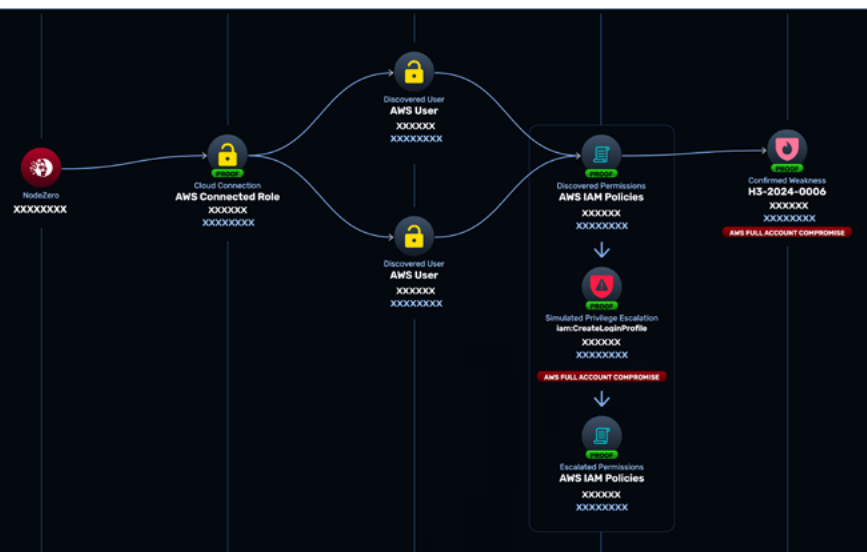 NodeZero
XXXXXXXX
PROOF
Cloud Connection
AWS Connected Role
XXXXXX
XXXXXXXX
Discovered User
AWS User
XXXXXX
XXXXXXXX
Discovered User
AWS User
XXXXXX
XXXXXXXX
PROOF
Discovered Permissions
AWS IAM Policies
XXXXXX
XXXXXXXX
PROOF
Simulated Privilege Escalation
iam:CreateLoginProfile
XXXXXX
XXXXXXXX
AWS FULL ACCOUNT COMPROMISE
PROOF
Escalated Permissions
AWS IAM Policies
XXXXXX
XXXXXXXX
PROOF
Confirmed Weakness
H3-2024-0006
XXXXXX
XXXXXXXX
AWS FULL ACCOUNT COMPROMISE